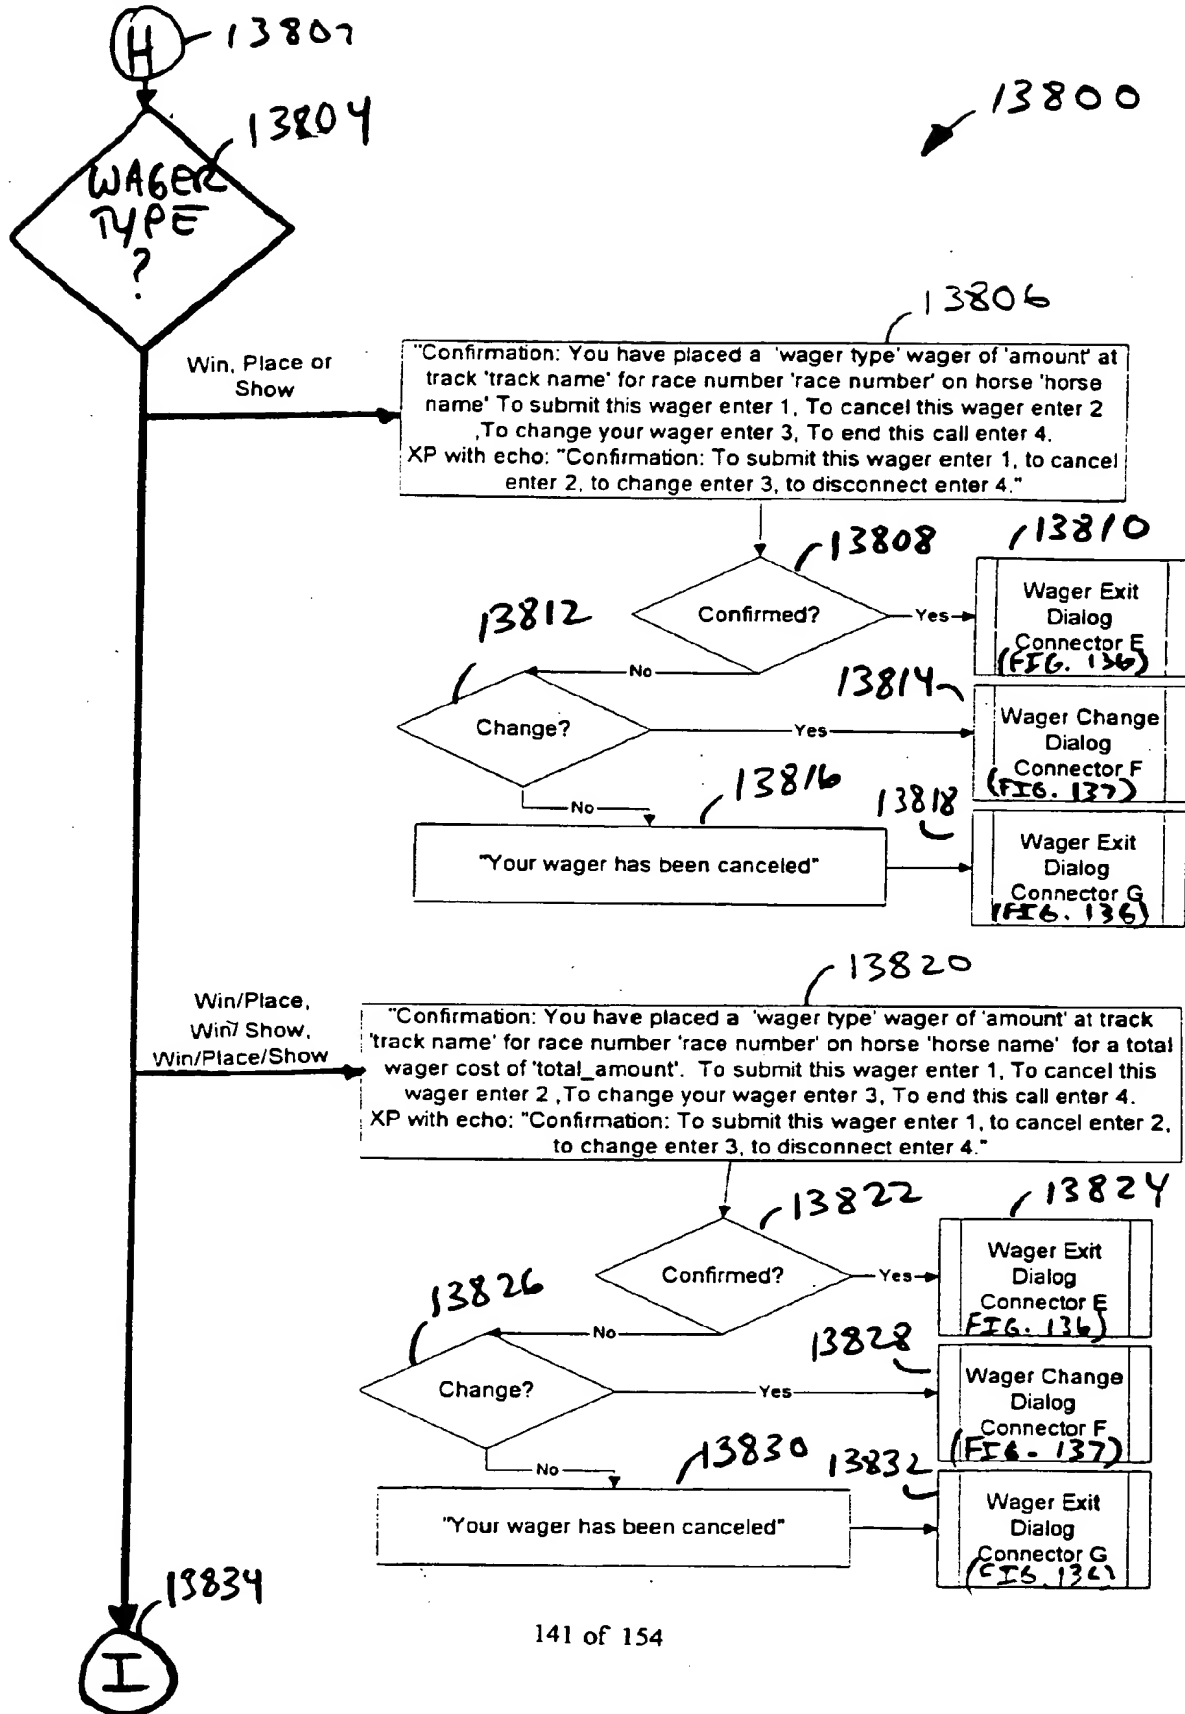 H
13807
13800
13804
WAGER
TYPE
?
13806
Win, Place or
Show
"Confirmation: You have placed a 'wager type' wager of 'amount' at
track 'track name' for race number 'race number' on horse 'horse
name' To submit this wager enter 1, To cancel this wager enter 2
,To change your wager enter 3, To end this call enter 4.
XP with echo: "Confirmation: To submit this wager enter 1, to cancel
enter 2, to change enter 3, to disconnect enter 4."
13808
13810
Confirmed?
Yes
Wager Exit
Dialog
Connector E
(FIG. 136)
13812
No
13814
Change?
Yes
Wager Change
Dialog
Connector F
(FIG. 137)
No
13816
13818
"Your wager has been canceled"
Wager Exit
Dialog
Connector G
(FIG. 136)
13820
Win/Place,
Win/ Show,
Win/Place/Show
"Confirmation: You have placed a 'wager type' wager of 'amount' at track
'track name' for race number 'race number' on horse 'horse name' for a total
wager cost of 'total_amount'. To submit this wager enter 1, To cancel this
wager enter 2 ,To change your wager enter 3, To end this call enter 4.
XP with echo: "Confirmation: To submit this wager enter 1, to cancel enter 2,
to change enter 3, to disconnect enter 4."
13822
13824
Confirmed?
Yes
Wager Exit
Dialog
Connector E
FIG. 136)
13826
No
13828
Change?
Yes
Wager Change
Dialog
Connector F
(FIG. 137)
No
13830
13832
"Your wager has been canceled"
Wager Exit
Dialog
Connector G
(FIG. 136)
13834
I
141 of 154